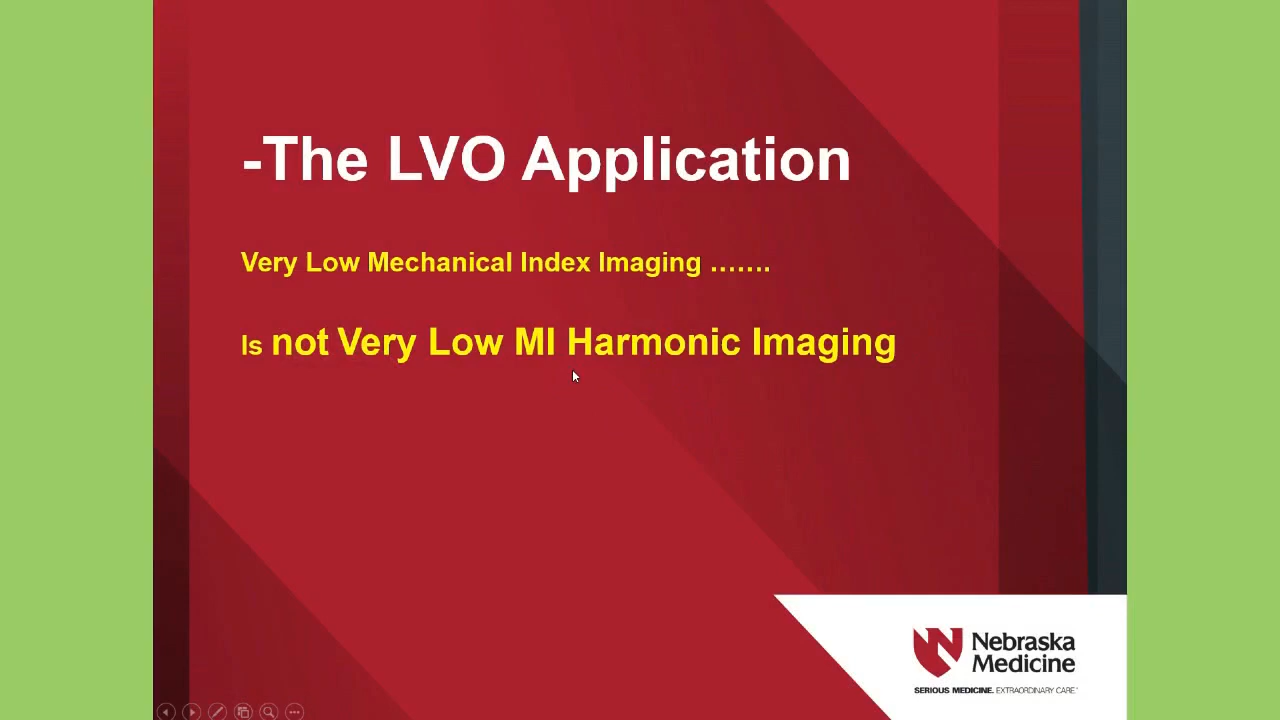 -The LVO Application
Very Low Mechanical Index Imaging …….
Is not Very Low MI Harmonic Imaging
Nebraska
Medicine
SERIOUS MEDICINE. EXTRAORDINARY CARE.